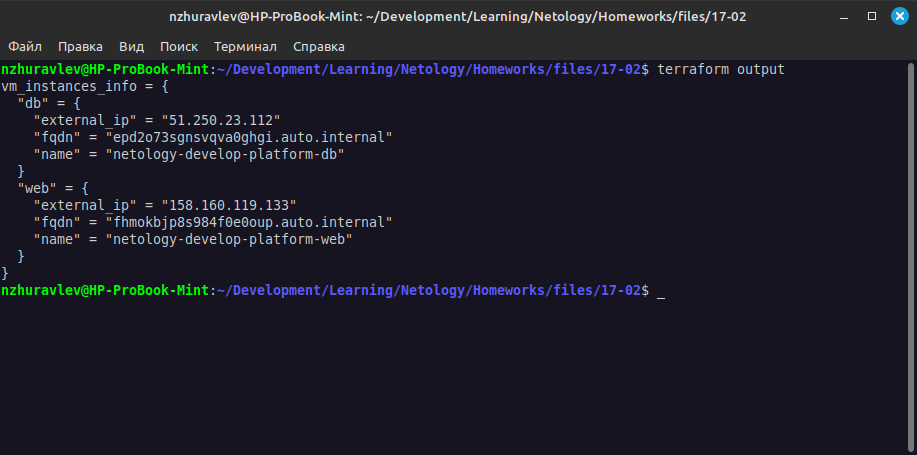 nzhuravlev@HP-ProBook-Mint: ~/Development/Learning/Netology/Homeworks/files/17-02
Файл Правка Вид Поиск Терминал Справка
nzhuravlev@HP-ProBook-Mint:~/Development/Learning/Netology/Homeworks/files/17-02$ terraform output
vm_instances_info = {
  "db" = {
    "external_ip" = "51.250.23.112"
    "fqdn" = "epd2o73sgnsvqva0ghgi.auto.internal"
    "name" = "netology-develop-platform-db"
  }
  "web" = {
    "external_ip" = "158.160.119.133"
    "fqdn" = "fhmokbjp8s984f0e0oup.auto.internal"
    "name" = "netology-develop-platform-web"
  }
}
nzhuravlev@HP-ProBook-Mint:~/Development/Learning/Netology/Homeworks/files/17-02$ _